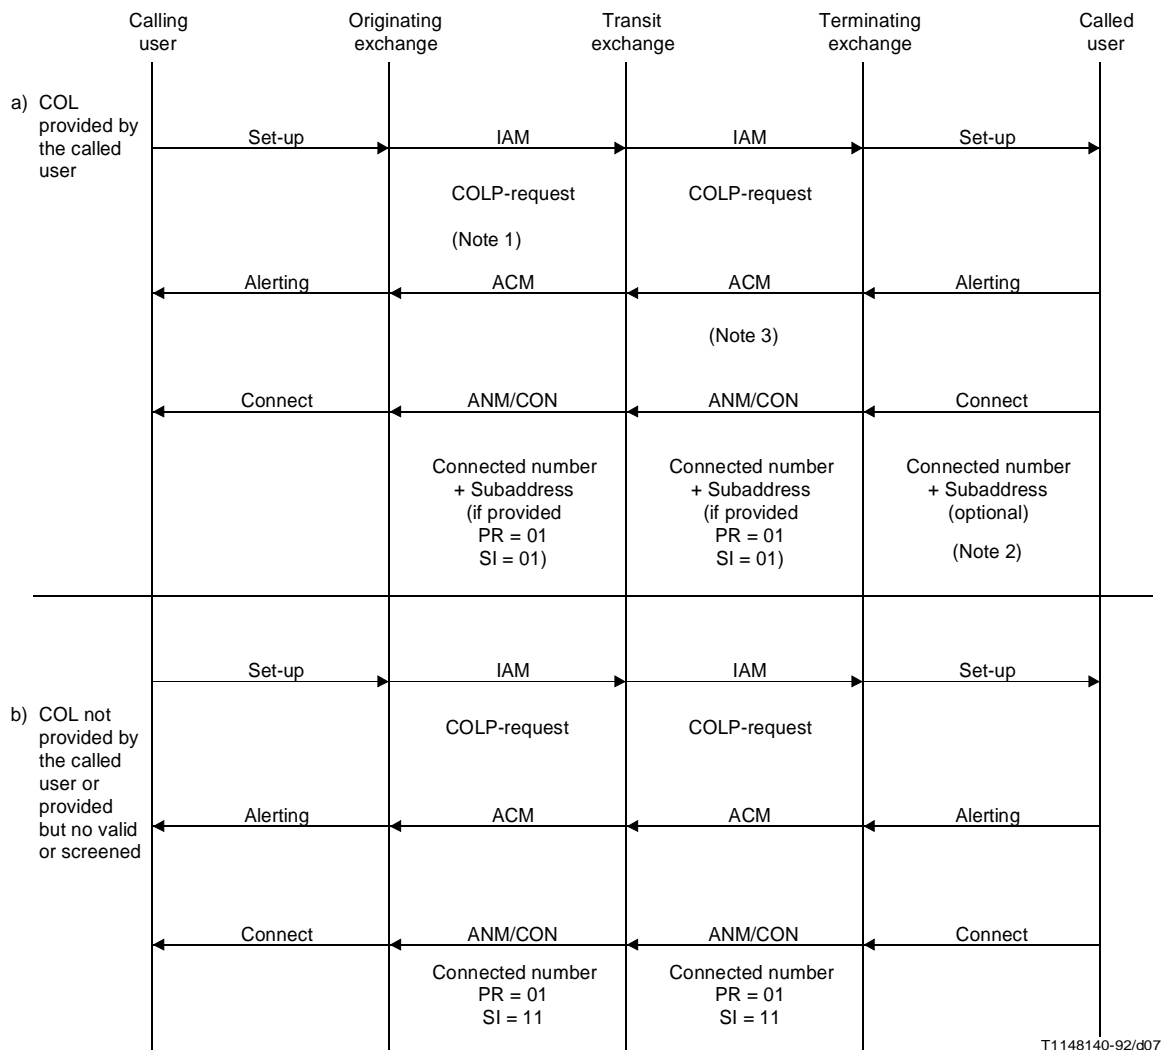 Calling
user
Originating
exchange
Transit
exchange
Terminating
exchange
Called
user
a) COL
provided by
the called
user
Set-up
IAM
IAM
Set-up
COLP-request
COLP-request
(Note 1)
Alerting
ACM
ACM
Alerting
(Note 3)
Connect
ANM/CON
ANM/CON
Connect
Connected number
+ Subaddress
(if provided
PR = 01
SI = 01)
Connected number
+ Subaddress
(if provided
PR = 01
SI = 01)
Connected number
+ Subaddress
(optional)
(Note 2)
b) COL not
provided by
the called
user or
provided
but no valid
or screened
Set-up
IAM
IAM
Set-up
COLP-request
COLP-request
Alerting
ACM
ACM
Alerting
Connect
ANM/CON
ANM/CON
Connect
Connected number
PR = 01
SI = 11
Connected number
PR = 01
SI = 11
T1148140-92/d07